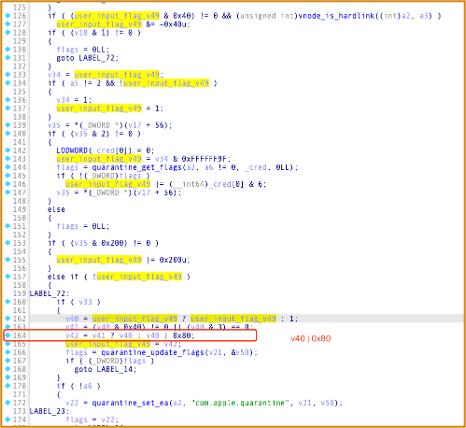 125 }
126 if ( (user_input_flag_v49 & 0x40) != 0 && (unsigned int)vnode_is_hardlink((int)a2, a3) )
127 user_input_flag_v49 &= ~0x40u;
128 if ( (v18 & 1) != 0 )
129 {
130 flags = 0LL;
131 goto LABEL_72;
132 }
133 v34 = user_input_flag_v49;
134 if ( a5 != 2 && !user_input_flag_v49 )
135 {
136 v34 = 1;
137 user_input_flag_v49 = 1;
138 }
139 v35 = *(_DWORD *)(v17 + 56);
140 if ( (v35 & 2) != 0 )
141 {
142 LODWORD(_cred[0]) = 0;
143 user_input_flag_v49 = v34 & 0xFFFFFF9F;
144 flags = quarantine_get_flags(a2, a6 != 0, _cred, 0LL);
145 if ( !(_DWORD)flags )
146 user_input_flag_v49 |= (__int64)_cred[0] & 6;
147 v35 = *(_DWORD *)(v17 + 56);
148 }
149 else
150 {
151 flags = 0LL;
152 }
153 if ( (v35 & 0x200) != 0 )
154 {
155 user_input_flag_v49 |= 0x200u;
156 }
157 else if ( !user_input_flag_v49 )
158 {
159 LABEL_72:
160 if ( v33 )
161 {
162 v40 = user_input_flag_v49 ? user_input_flag_v49 : 1;
163 v41 = (v40 & 0x40) != 0 || (v40 & 3) == 0;
164 v42 = v41 ? v40 : v40 | 0x80; v40 | 0x80
165 user_input_flag_v49 = v42;
166 flags = quarantine_update_flags(v21, &v50);
167 if ( (_DWORD)flags )
168 goto LABEL_14;
169 }
170 if ( !a6 )
171 {
172 v22 = quarantine_set_ea(a2, "com.apple.quarantine", v21, v50);
173 LABEL_23:
174 flags = v22;